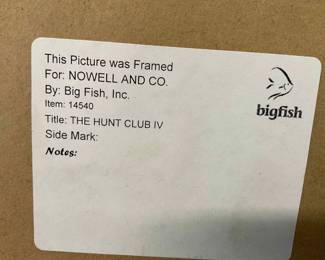 This Picture was Framed
For: NOWELL AND CO.
By: Big Fish, Inc.
Item: 14540
Title: THE HUNT CLUB IV
Side Mark:
Notes:
bigfish